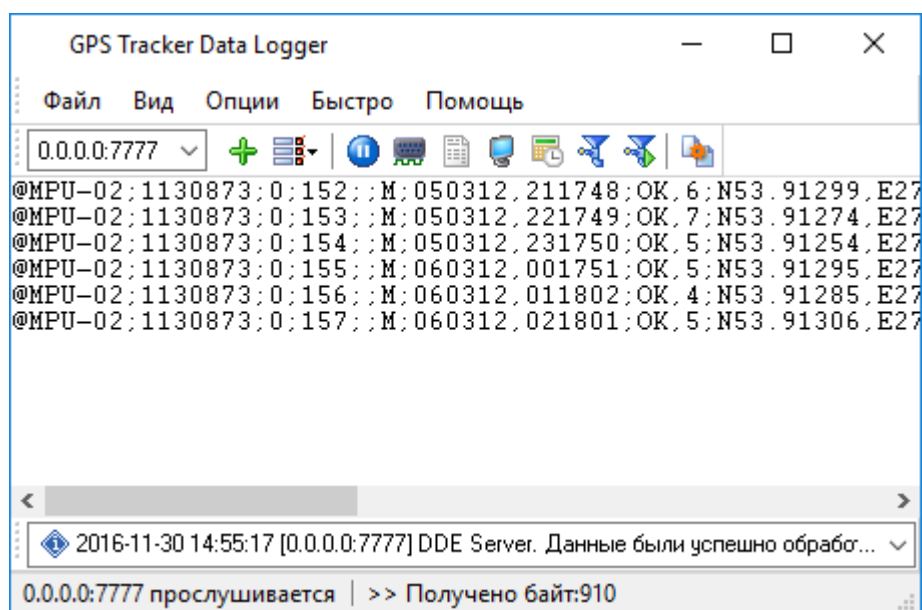 GPS Tracker Data Logger
Файл Вид Опции Быстро Помощь
0.0.0.0:7777
@MPU-02;1130873;0;152;;M;050312,211748;OK,6;N53.91299,E27
@MPU-02;1130873;0;153;;M;050312,221749;OK,7;N53.91274,E27
@MPU-02;1130873;0;154;;M;050312,231750;OK,5;N53.91254,E27
@MPU-02;1130873;0;155;;M;060312,001751;OK,5;N53.91295,E27
@MPU-02;1130873;0;156;;M;060312,011802;OK,4;N53.91285,E27
@MPU-02;1130873;0;157;;M;060312,021801;OK,5;N53.91306,E27
2016-11-30 14:55:17 [0.0.0.0:7777] DDE Server. Данные были успешно обработ...
0.0.0.0:7777 прослушивается >> Получено байт:910